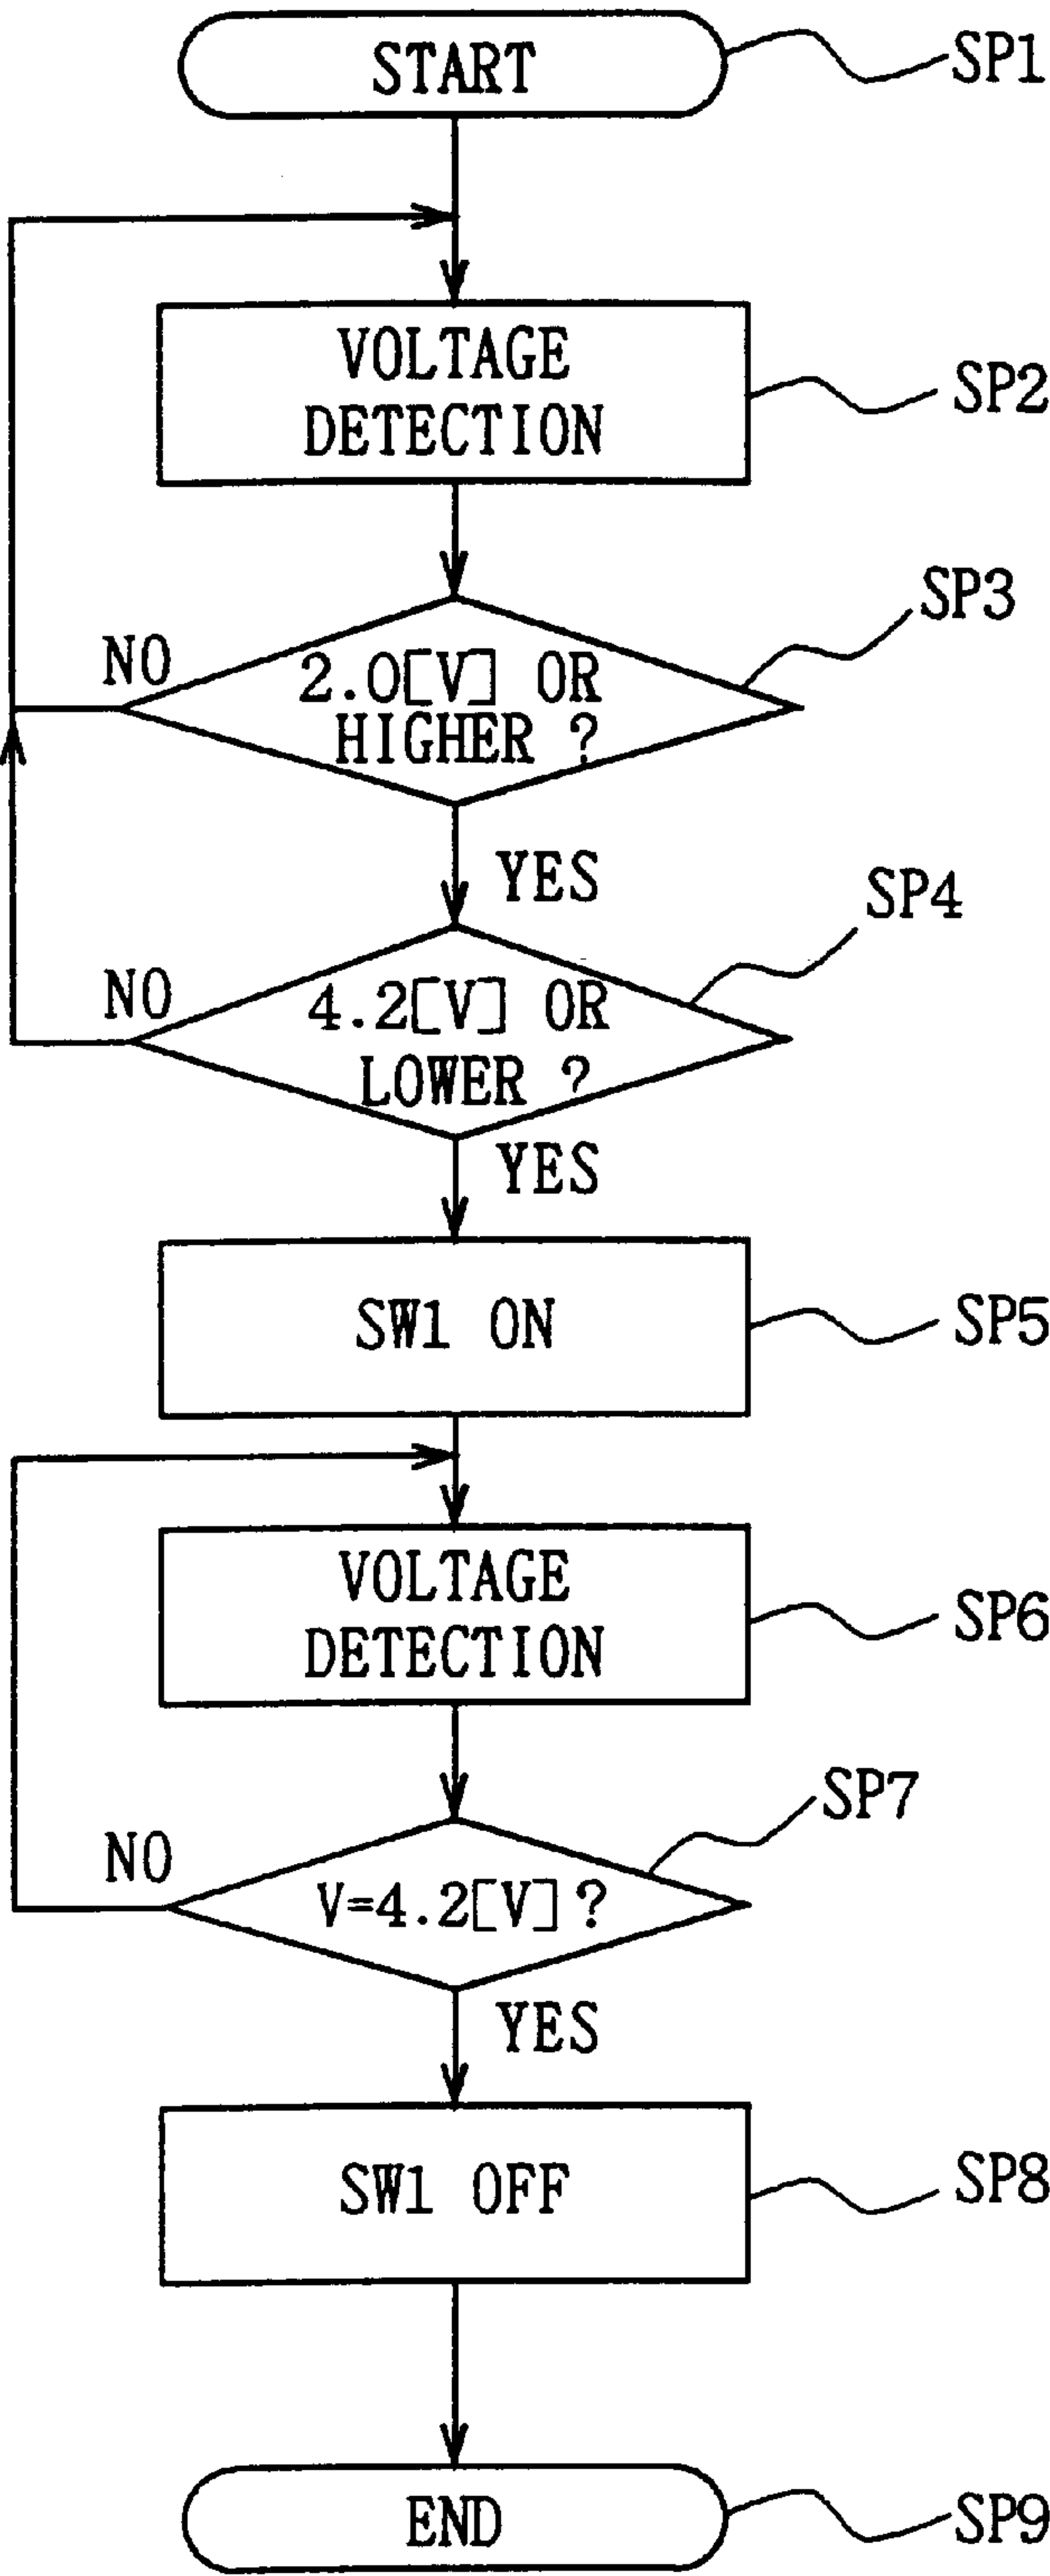 START
SP1
VOLTAGE
DETECTION
SP2
NO
2.0[V] OR
HIGHER ?
SP3
YES
NO
4.2[V] OR
LOWER ?
SP4
YES
SW1 ON
SP5
VOLTAGE
DETECTION
SP6
NO
V=4.2[V]?
SP7
YES
SW1 OFF
SP8
END
SP9